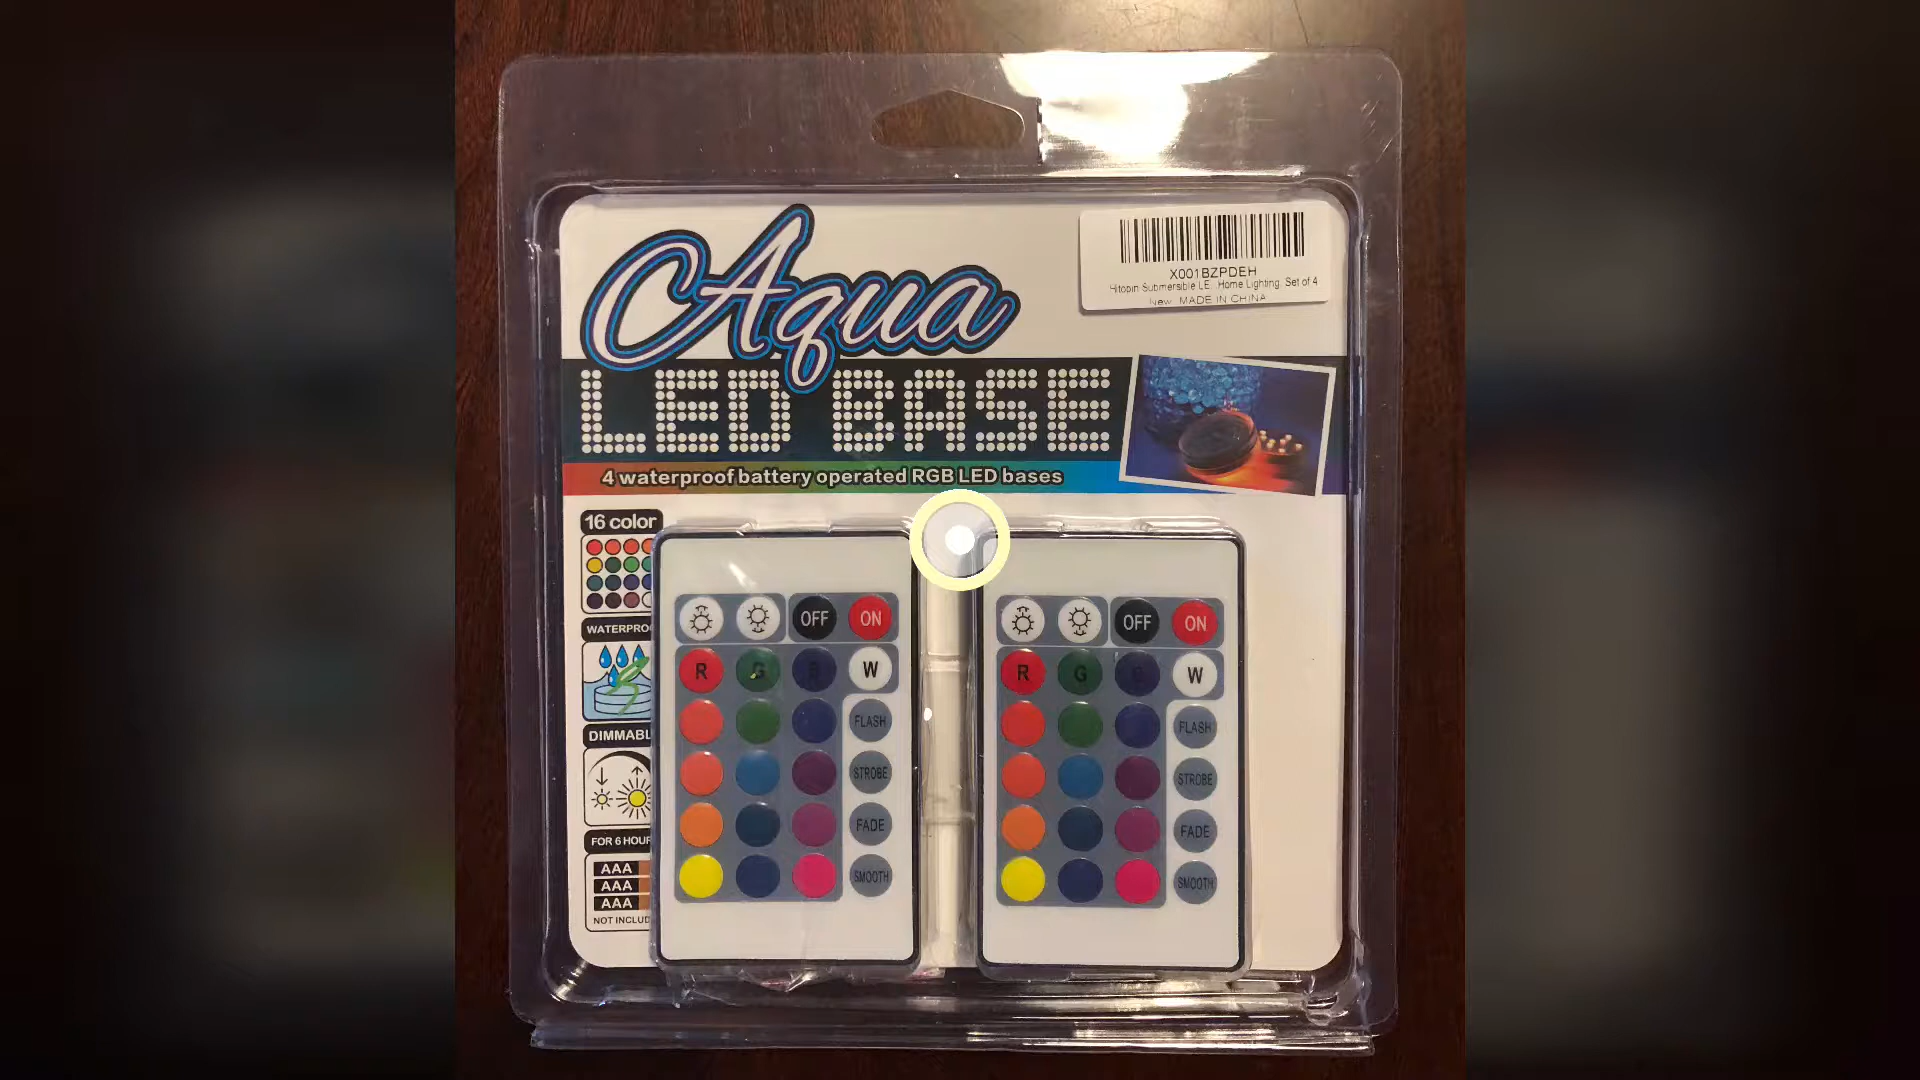 Aqua
X001BZPDEH
Hitopin Submersible LE...Home Lighting, Set of 4
New MADE IN CHINA
LED BASE
4 waterproof battery operated RGB LED bases
16 color
WATERPRO
DIMMABL
FOR 6 HOUR
AAA
AAA
AAA
NOT INCLUD
OFF ON
R G W
FLASH
STROBE
FADE
SMOOTH
OFF ON
R G W
FLASH
STROBE
FADE
SMOOTH